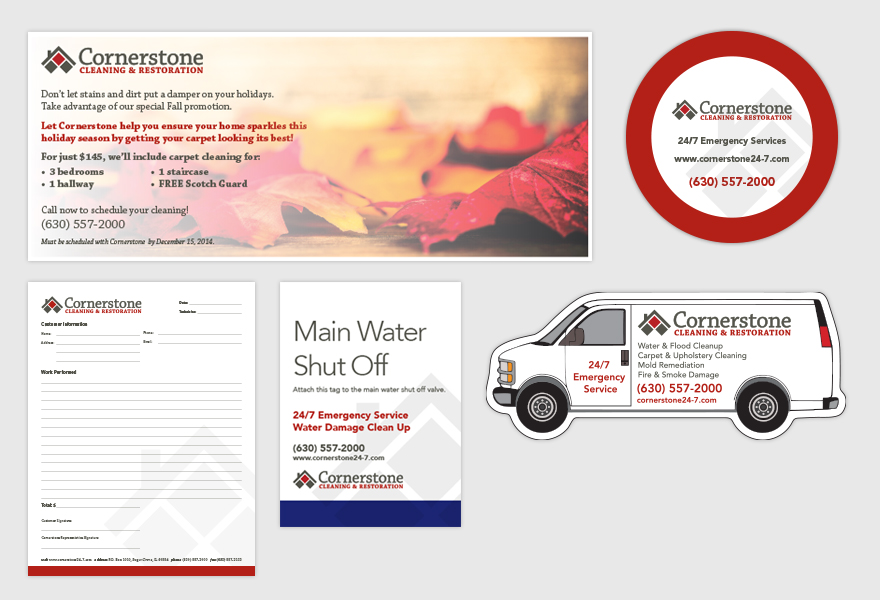 Cornerstone
CLEANING & RESTORATION
Don't let stains and dirt put a damper on your holidays.
Take advantage of our special Fall promotion.
Let Cornerstone help you ensure your home sparkles this
holiday season by getting your carpet looking its best!
For just $145, we'll include carpet cleaning for:
• 3 bedrooms • 1 staircase
• 1 hallway • FREE Scotch Guard
Call now to schedule your cleaning!
(630) 557-2000
Must be scheduled with Cornerstone by December 15, 2014.
Cornerstone
CLEANING & RESTORATION
24/7 Emergency Services
www.cornerstone24-7.com
(630) 557-2000
Cornerstone
CLEANING & RESTORATION
Date:
Technician:
Customer Information
Name: Phone:
Address: Email:
Work Performed
Total: $
Customer Signature
Cornerstone Representative Signature
Main Water
Shut Off
Attach this tag to the main water shut off valve.
24/7 Emergency Service
Water Damage Clean Up
(630) 557-2000
www.cornerstone24-7.com
Cornerstone
CLEANING & RESTORATION
Cornerstone
CLEANING & RESTORATION
Water & Flood Cleanup
Carpet & Upholstery Cleaning
Mold Remediation
Fire & Smoke Damage
(630) 557-2000
cornerstone24-7.com
24/7
Emergency
Service